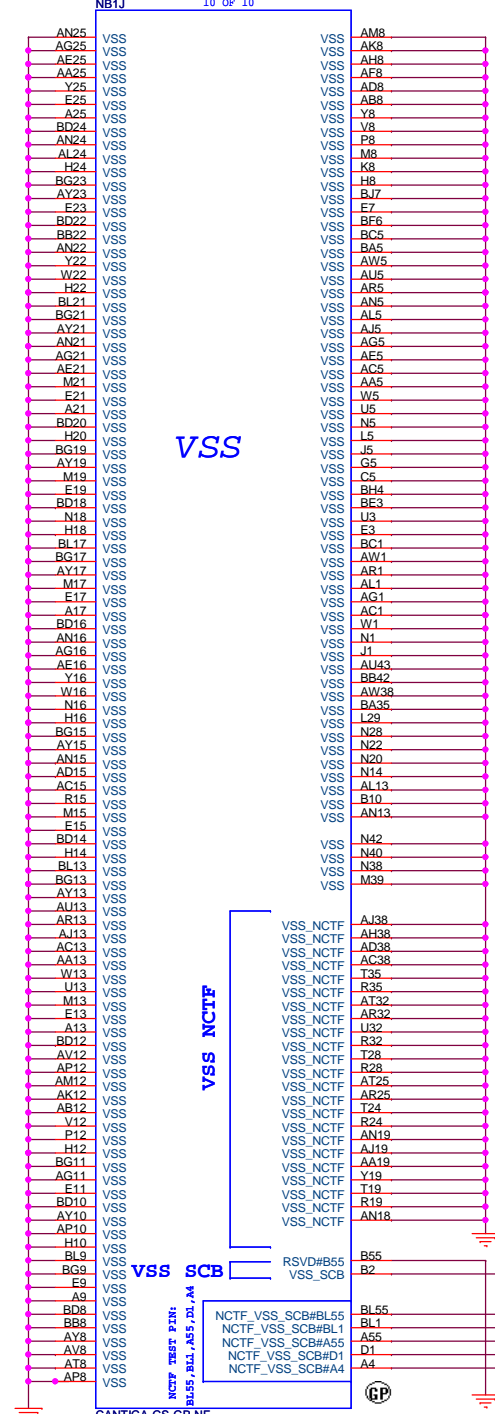 NB1J
10 OF 10
AN25 VSS VSS AM8
AG25 VSS VSS AK8
AE25 VSS VSS AH8
AA25 VSS VSS AF8
Y25 VSS VSS AD8
E25 VSS VSS AB8
A25 VSS VSS Y8
BD24 VSS VSS V8
AN24 VSS VSS P8
AL24 VSS VSS M8
H24 VSS VSS K8
BG23 VSS VSS H8
AY23 VSS VSS BJ7
E23 VSS VSS E7
BD22 VSS VSS BF6
BB22 VSS VSS BC5
AN22 VSS VSS BA5
Y22 VSS VSS AW5
W22 VSS VSS AU5
H22 VSS VSS AR5
BL21 VSS VSS AN5
BG21 VSS VSS AL5
AY21 VSS VSS AJ5
AN21 VSS VSS AG5
AG21 VSS VSS AE5
AE21 VSS VSS AC5
M21 VSS VSS AA5
E21 VSS VSS W5
A21 VSS VSS U5
BD20 VSS VSS N5
H20 VSS VSS L5
BG19 VSS VSS J5
VSS
AY19 VSS VSS G5
M19 VSS VSS C5
E19 VSS VSS BH4
BD18 VSS VSS BE3
N18 VSS VSS U3
H18 VSS VSS E3
BL17 VSS VSS BC1
BG17 VSS VSS AW1
AY17 VSS VSS AR1
M17 VSS VSS AL1
E17 VSS VSS AG1
A17 VSS VSS AC1
BD16 VSS VSS W1
AN16 VSS VSS N1
AG16 VSS VSS J1
AE16 VSS VSS AU43
Y16 VSS VSS BB42
W16 VSS VSS AW38
N16 VSS VSS BA35
H16 VSS VSS L29
BG15 VSS VSS N28
AY15 VSS VSS N22
AN15 VSS VSS N20
AD15 VSS VSS N14
AC15 VSS VSS AL13
R15 VSS VSS B10
M15 VSS VSS AN13
E15 VSS
BD14 VSS VSS N42
H14 VSS VSS N40
BL13 VSS VSS N38
BG13 VSS VSS M39
AY13 VSS
AU13 VSS
AR13 VSS VSS_NCTF AJ38
AJ13 VSS VSS_NCTF AH38
AC13 VSS VSS_NCTF AD38
AA13 VSS VSS_NCTF AC38
W13 VSS VSS_NCTF T35
U13 VSS VSS_NCTF R35
M13 VSS VSS_NCTF AT32
E13 VSS VSS_NCTF AR32
A13 VSS VSS_NCTF U32
BD12 VSS VSS_NCTF R32
AV12 VSS VSS_NCTF T28
AP12 VSS VSS_NCTF R28
AM12 VSS VSS_NCTF AT25
AK12 VSS VSS_NCTF AR25
AB12 VSS VSS_NCTF T24
V12 VSS VSS_NCTF R24
P12 VSS VSS_NCTF AN19
H12 VSS VSS_NCTF AJ19
BG11 VSS VSS_NCTF AA19
AG11 VSS VSS_NCTF Y19
E11 VSS VSS_NCTF T19
BD10 VSS VSS_NCTF R19
AY10 VSS VSS_NCTF AN18
VSS NCTF
AP10 VSS
H10 VSS
BL9 VSS RSVD#B55 B55
BG9 VSS VSS_SCB B2
VSS SCB
E9 VSS
A9 VSS
BD8 VSS NCTF_VSS_SCB#BL55 BL55
BB8 VSS NCTF_VSS_SCB#BL1 BL1
AY8 VSS NCTF_VSS_SCB#A55 A55
AV8 VSS NCTF_VSS_SCB#D1 D1
AT8 VSS NCTF_VSS_SCB#A4 A4
AP8 VSS
NCTF TEST PIN:
BL55,BL1,A55,D1,A4
GP
CANTIGA-GS-GP-NF